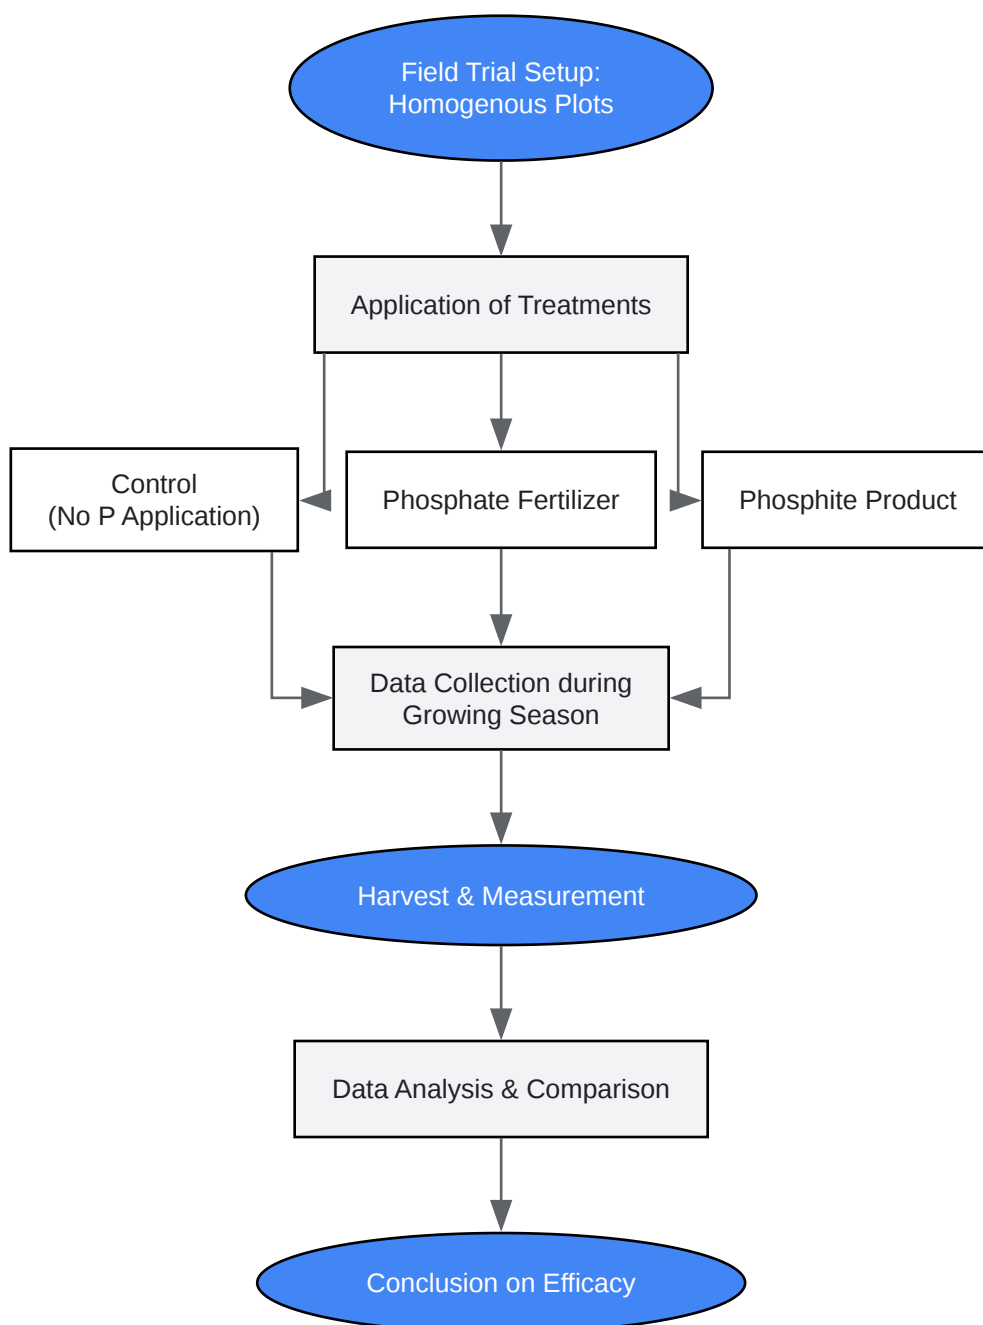 Field Trial Setup:
Homogenous Plots
Application of Treatments
Control
(No P Application)
Phosphate Fertilizer
Phosphite Product
Data Collection during
Growing Season
Harvest & Measurement
Data Analysis & Comparison
Conclusion on Efficacy